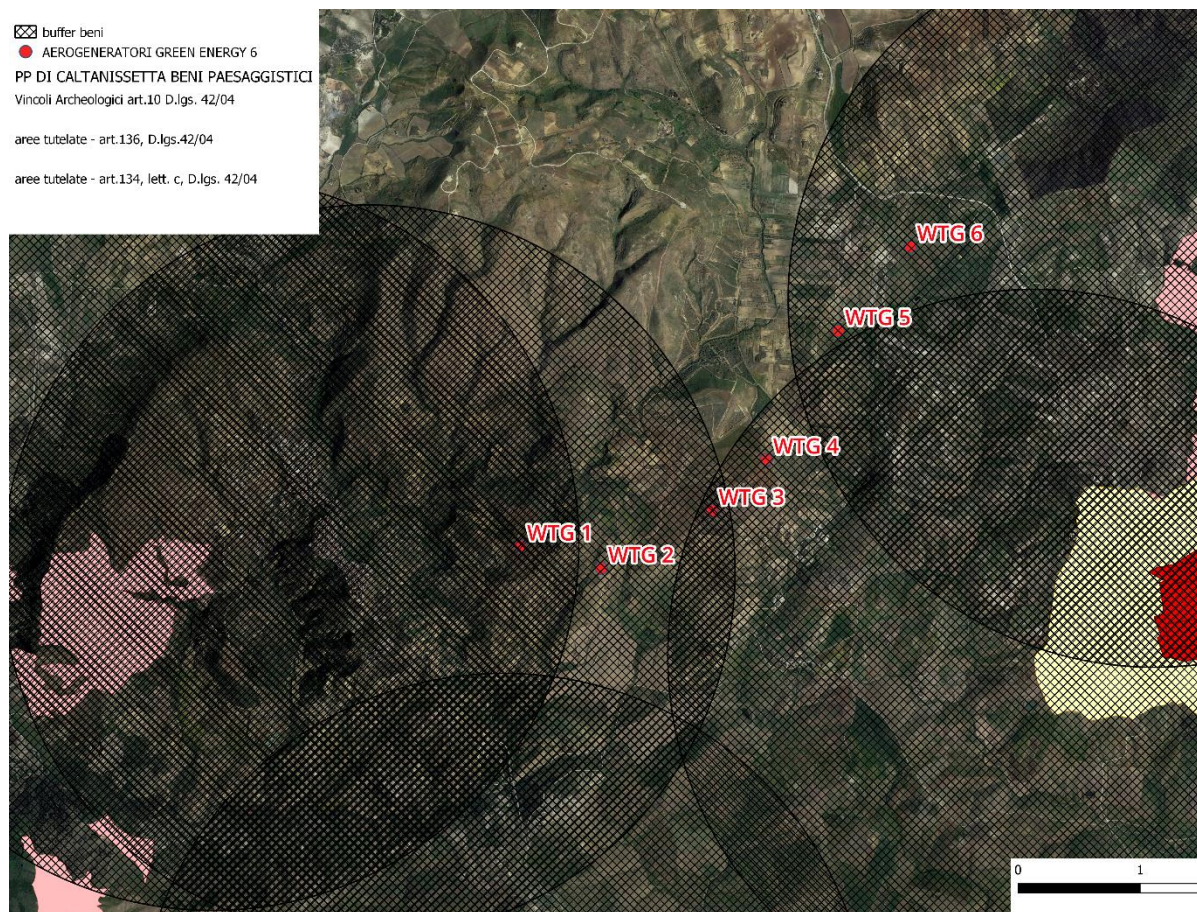 buffer beni
AEROGENERATORI GREEN ENERGY 6
PP DI CALTANISSETTA BENI PAESAGGISTICI
Vincoli Archeologici art.10 D.lgs. 42/04
aree tutelate - art.136, D.lgs.42/04
aree tutelate - art.134, lett. c, D.lgs. 42/04
WTG 6
WTG 5
WTG 4
WTG 3
WTG 1
WTG 2
0 1